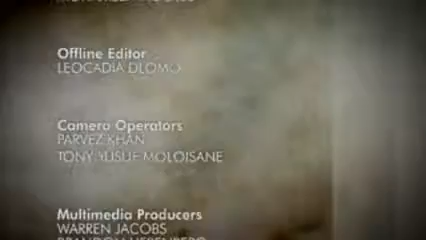 Offline Editor
LEOCADIA DLOMO
Camera Operators
PARVEZ KHAN
TONY YUSUF MOLOISANE
Multimedia Producers
WARREN JACOBS